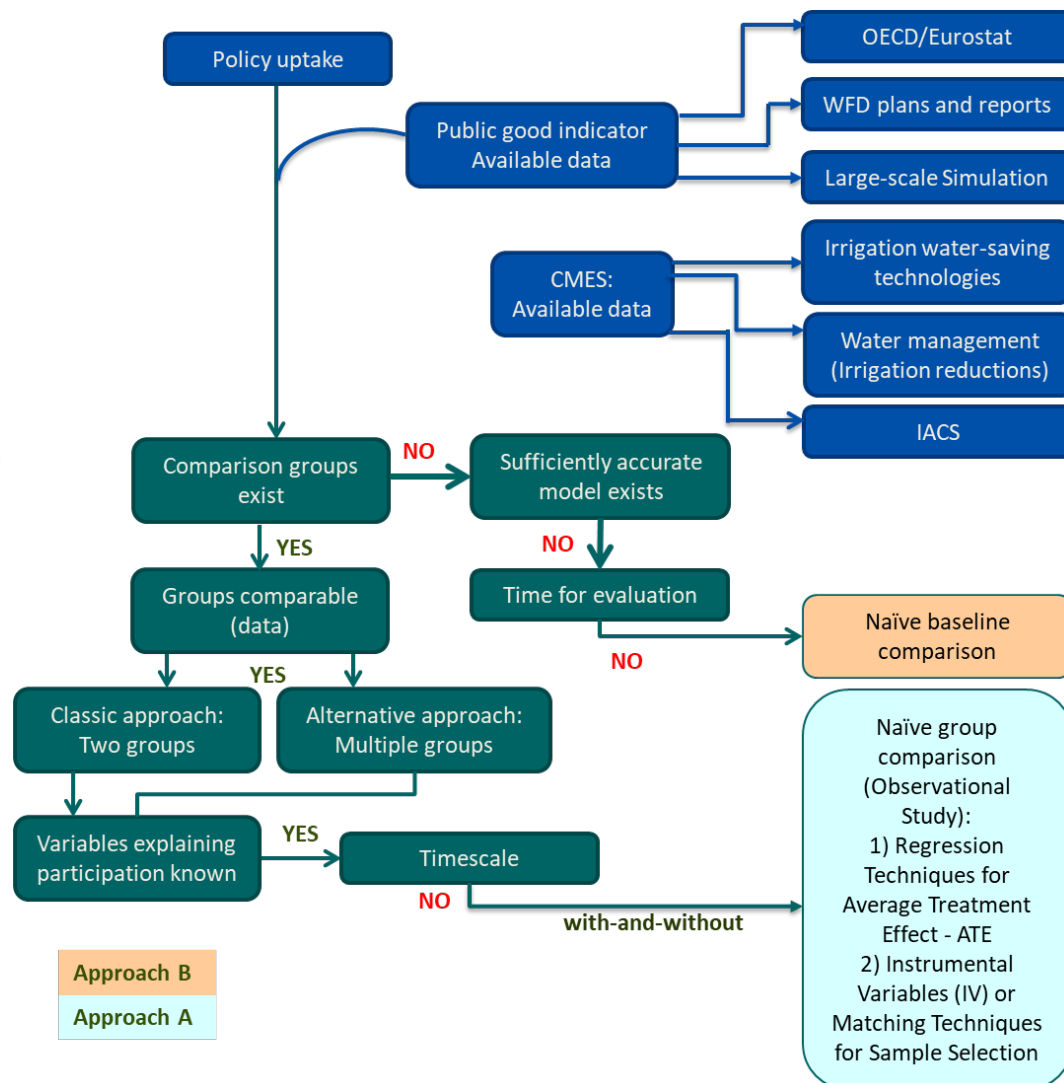 Policy uptake
OECD/Eurostat
Public good indicator
Available data
WFD plans and reports
Large-scale Simulation
CMES:
Available data
Irrigation water-saving
technologies
Water management
(Irrigation reductions)
IACS
Comparison groups
exist
NO
Sufficiently accurate
model exists
YES
NO
Groups comparable
(data)
Time for evaluation
NO
Naïve baseline
comparison
YES
Classic approach:
Two groups
Alternative approach:
Multiple groups
Variables explaining
participation known
YES
Timescale
NO
with-and-without
Naïve group
comparison
(Observational
Study):
1) Regression
Techniques for
Average Treatment
Effect - ATE
2) Instrumental
Variables (IV) or
Matching Techniques
for Sample Selection
Approach B
Approach A